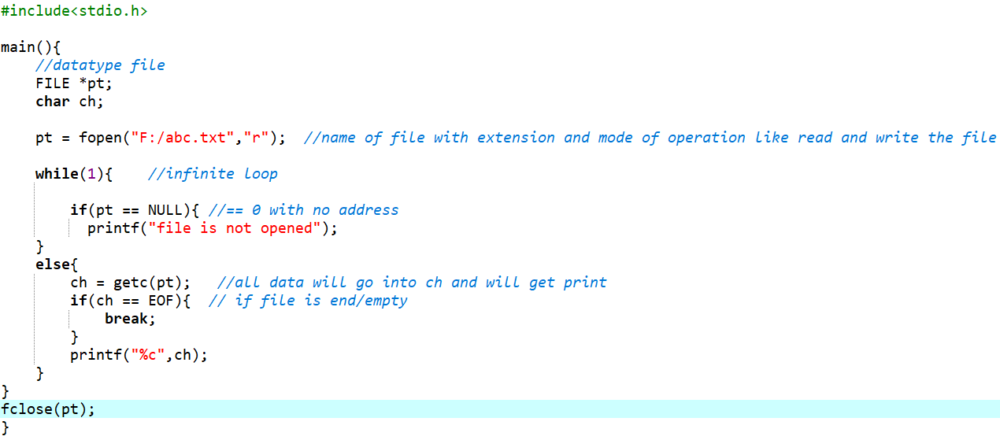 #include<stdio.h>
main(){
//datatype file
FILE *pt;
char ch;
pt = fopen("F:/abc.txt","r");  //name of file with extension and mode of operation like read and write the file
while(1){    //infinite loop
if(pt == NULL){ //== 0 with no address
printf("file is not opened");
}
else{
ch = getc(pt);   //all data will go into ch and will get print
if(ch == EOF){  // if file is end/empty
break;
}
printf("%c",ch);
}
}
fclose(pt);
}